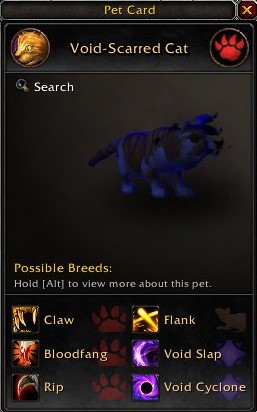 Pet Card
Void-Scarred Cat
Search
Possible Breeds:
Hold [Alt] to view more about this pet.
Claw
Flank
Bloodfang
Void Slap
Rip
Void Cyclone